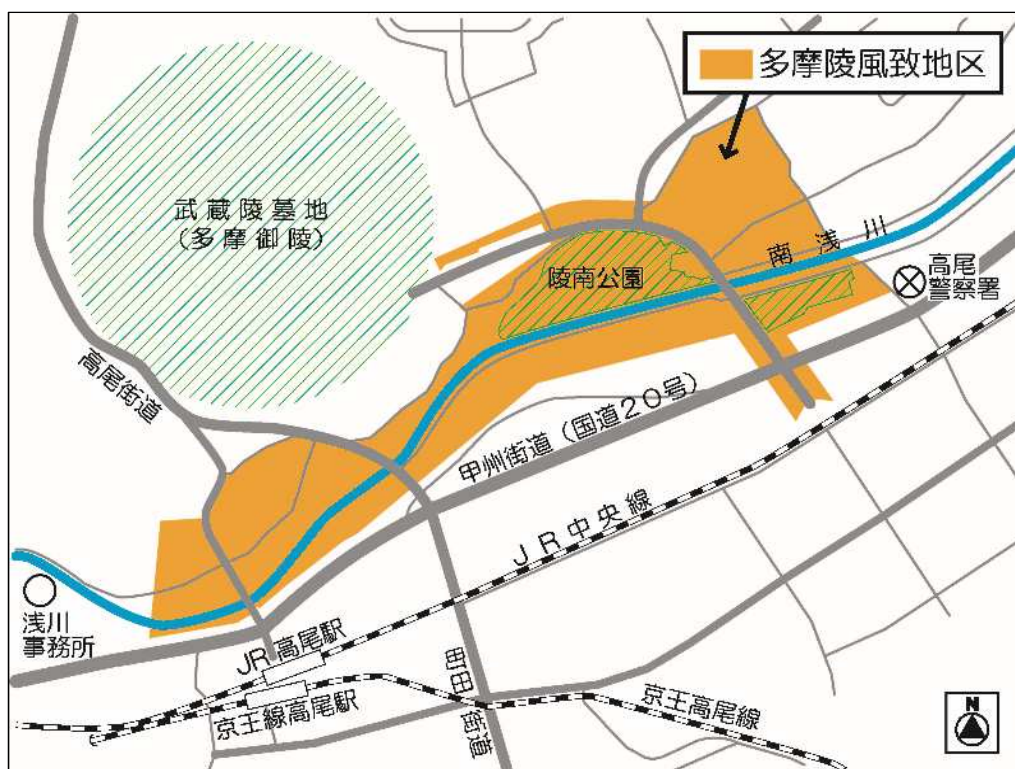 多摩陵風致地区
武蔵陵墓地
(多摩御陵)
南浅川
陵南公園
高尾
警察署
高尾街道
甲州街道(国道20号)
JR中央線
浅川
事務所
JR高尾駅
町田街道
京王線高尾駅
京王高尾線
N